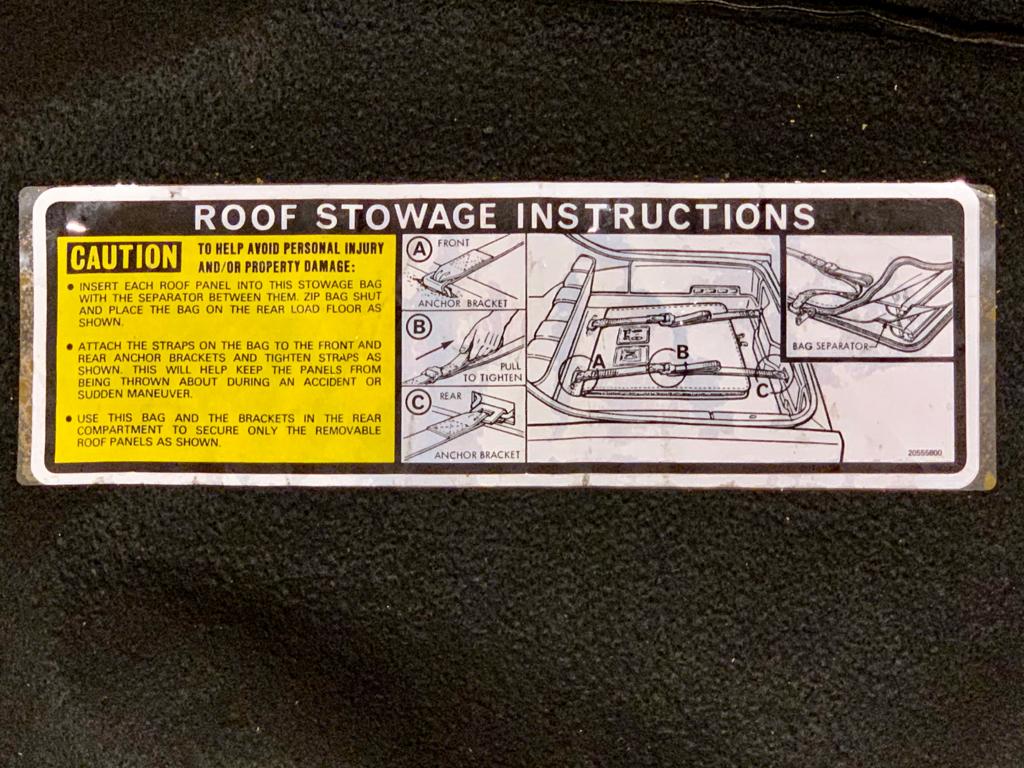 ROOF STOWAGE INSTRUCTIONS
CAUTION
TO HELP AVOID PERSONAL INJURY
AND/OR PROPERTY DAMAGE:
• INSERT EACH ROOF PANEL INTO THIS STOWAGE BAG
WITH THE SEPARATOR BETWEEN THEM. ZIP BAG SHUT
AND PLACE THE BAG ON THE REAR LOAD FLOOR AS
SHOWN.
• ATTACH THE STRAPS ON THE BAG TO THE FRONT AND
REAR ANCHOR BRACKETS AND TIGHTEN STRAPS AS
SHOWN. THIS WILL HELP KEEP THE PANELS FROM
BEING THROWN ABOUT DURING AN ACCIDENT OR
SUDDEN MANEUVER.
• USE THIS BAG AND THE BRACKETS IN THE REAR
COMPARTMENT TO SECURE ONLY THE REMOVABLE
ROOF PANELS AS SHOWN.
A FRONT
ANCHOR BRACKET
B
PULL
TO TIGHTEN
C REAR
ANCHOR BRACKET
A
B
C
BAG SEPARATOR
20555800